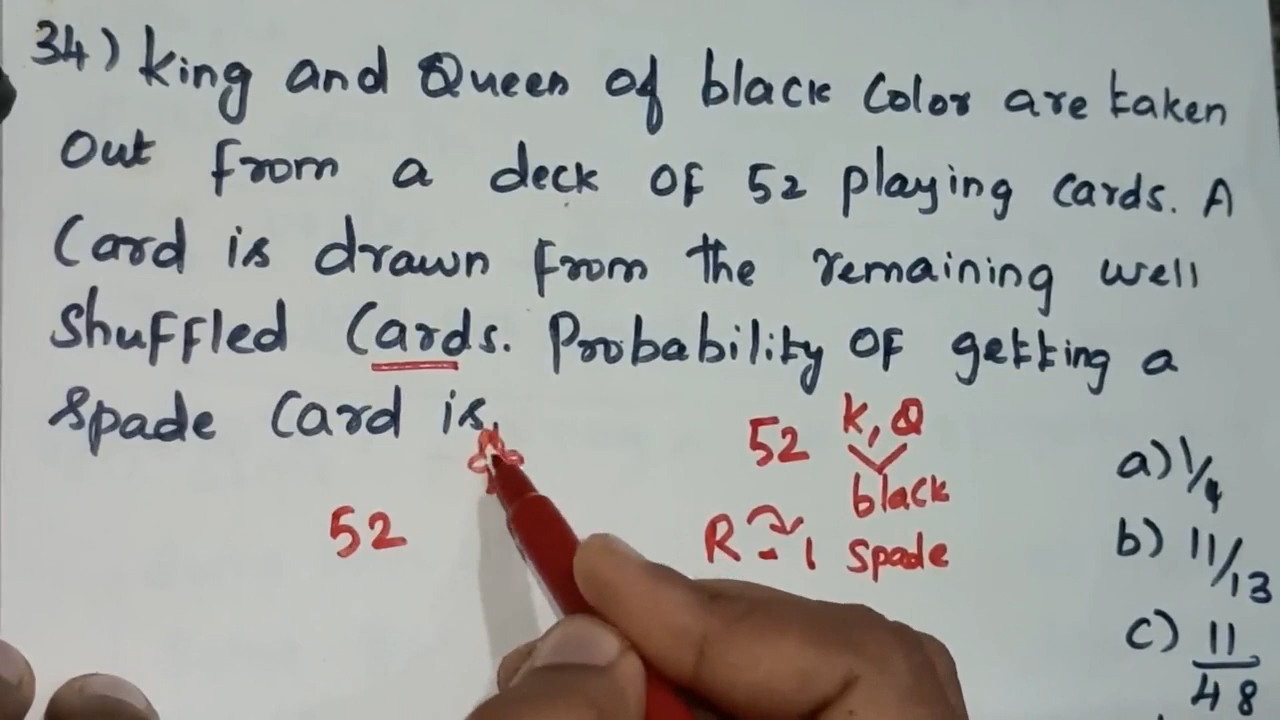 34) King and Queen of black Color are taken
Out from a deck OF 52 playing cards. A
Card is drawn from the remaining well
Shuffled Cards. Probability OF getting a
Spade Card is.
52 K, Q
black
R 1 Spade
52
a) 1/4
b) 11/13
c) 11/48